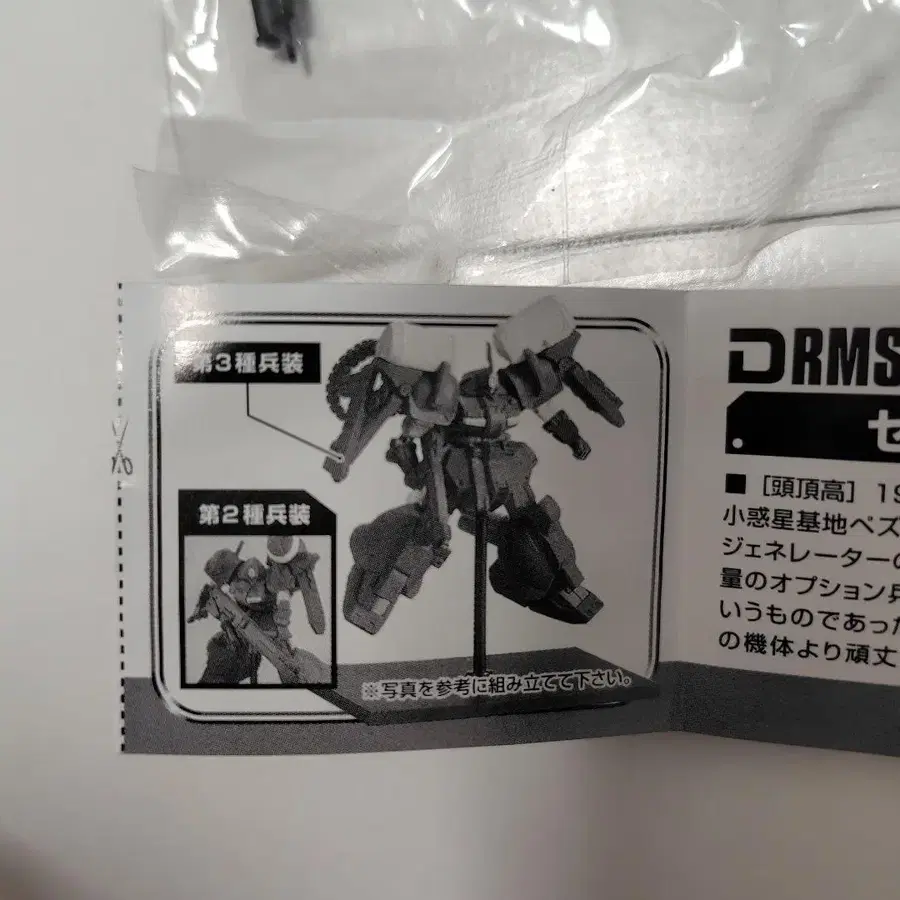 第3種兵装
第2種兵装
※写真を参考に組み立てて下さい。
D RMS
セ
■［頭頂高］19
小惑星基地ペズ
ジェネレーターの
量のオプション兵
いうものであった
の機体より頑丈